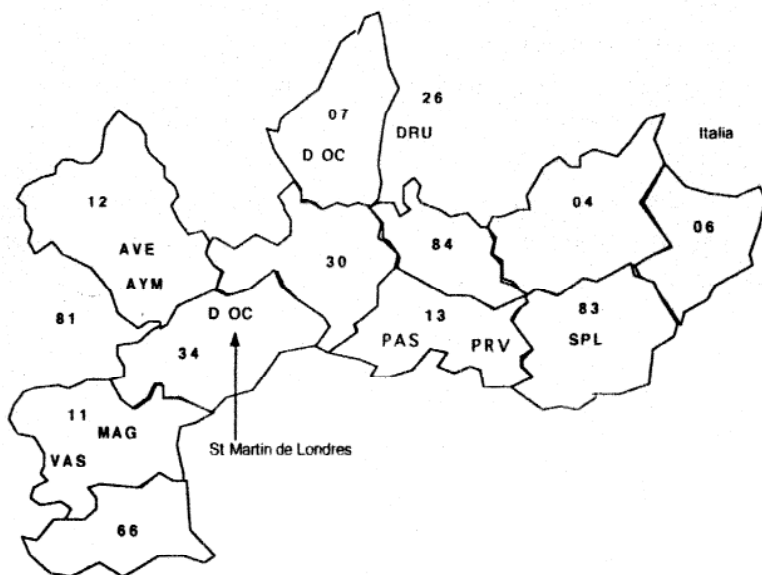 26
07
DRU
Italia
D OC
12
04
06
AVE
84
30
AYM
D OC
83
81
13
SPL
PAS
PRV
34
11
MAG
St Martin de Londres
VAS
66